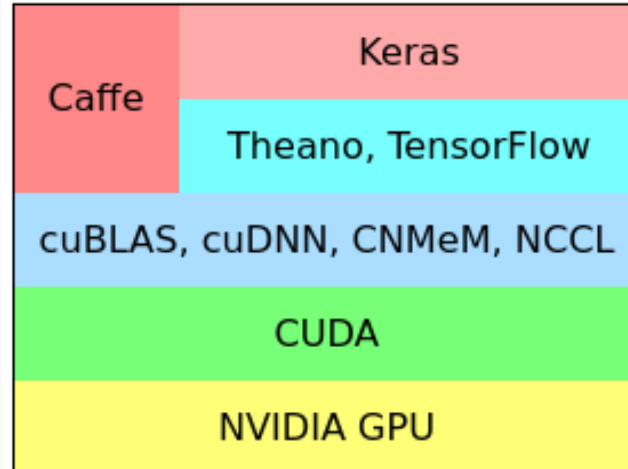 Keras
Caffe
Theano, TensorFlow
cuBLAS, cuDNN, CNMeM, NCCL
CUDA
NVIDIA GPU